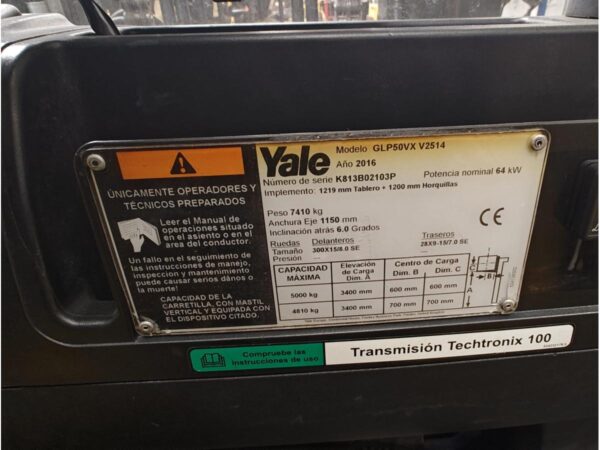 ÚNICAMENTE OPERADORES Y
TÉCNICOS PREPARADOS
Leer el Manual de
operaciones situado
en el asiento o en el
area del conductor.
Un fallo en el seguimiento de
las instrucciones de manejo,
inspección y mantenimiento
puede causar serios daños o
la muerte!
CAPACIDAD DE LA
CARRETILLA, CON MASTIL
VERTICAL Y EQUIPADA CON
EL DISPOSITIVO CITADO.
Yale
Modelo GLP50VX V2514
Año 2016
Número de serie K813B02103P
Potencia nominal 64 kW
Implemento: 1219 mm Tablero + 1200 mm Horquillas
Peso 7410 kg
Anchura Eje 1150 mm
Inclinación atrás 6.0 Grados
CE
Ruedas Delanteros Traseros
Tamaño 300X15/8.0 SE 28X9-15/7.0 SE
Presión
CAPACIDAD MÁXIMA Elevación de Carga Dim. A Centro de Carga Dim. B Dim. C
5000 kg 3400 mm 600 mm 600 mm
4810 kg 3400 mm 700 mm 700 mm
B
A
Compruebe las
instrucciones de uso
Transmisión Techtronix 100